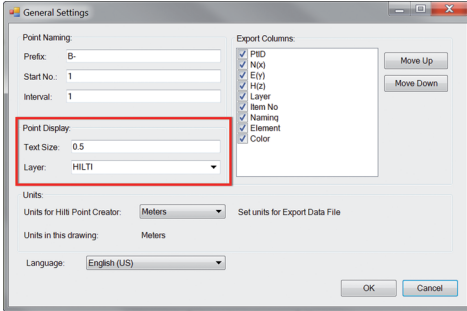 General Settings
Point Naming:
Prefix: B-
Start No.: 1
Interval: 1
Point Display:
Text Size: 0.5
Layer: HILTI
Export Columns:
PtID
N(x)
E(y)
H(z)
Layer
Item No
Naming
Element
Color
Move Up
Move Down
Units:
Units for Hilti Point Creator: Meters Set units for Export Data File
Units in this drawing: Meters
Language: English (US)
OK Cancel